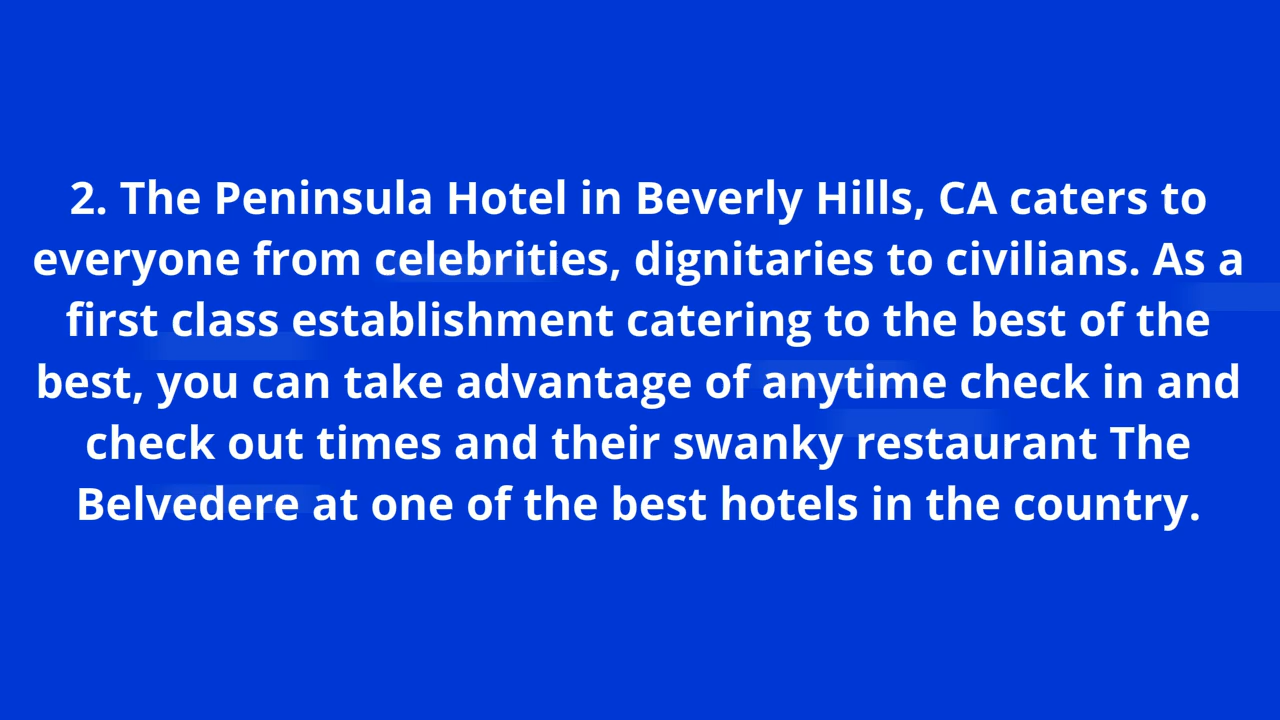 2. The Peninsula Hotel in Beverly Hills, CA caters to
everyone from celebrities, dignitaries to civilians. As a
first class establishment catering to the best of the
best, you can take advantage of anytime check in and
check out times and their swanky restaurant The
Belvedere at one of the best hotels in the country.